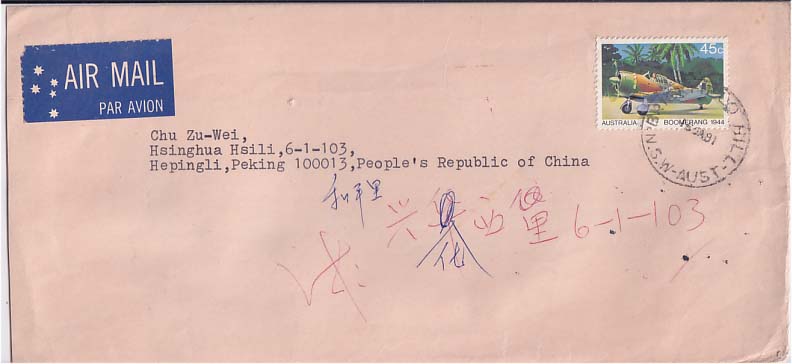 AIR MAIL
PAR AVION
45c
AUSTRALIA BOOMERANG 1944
HILL
N.S.W-AUST-
Chu Zu-Wei,
Hsinghua Hsili,6-1-103,
Hepingli,Peking 100013,People's Republic of China
和平里
兴 西里 6-1-103
化